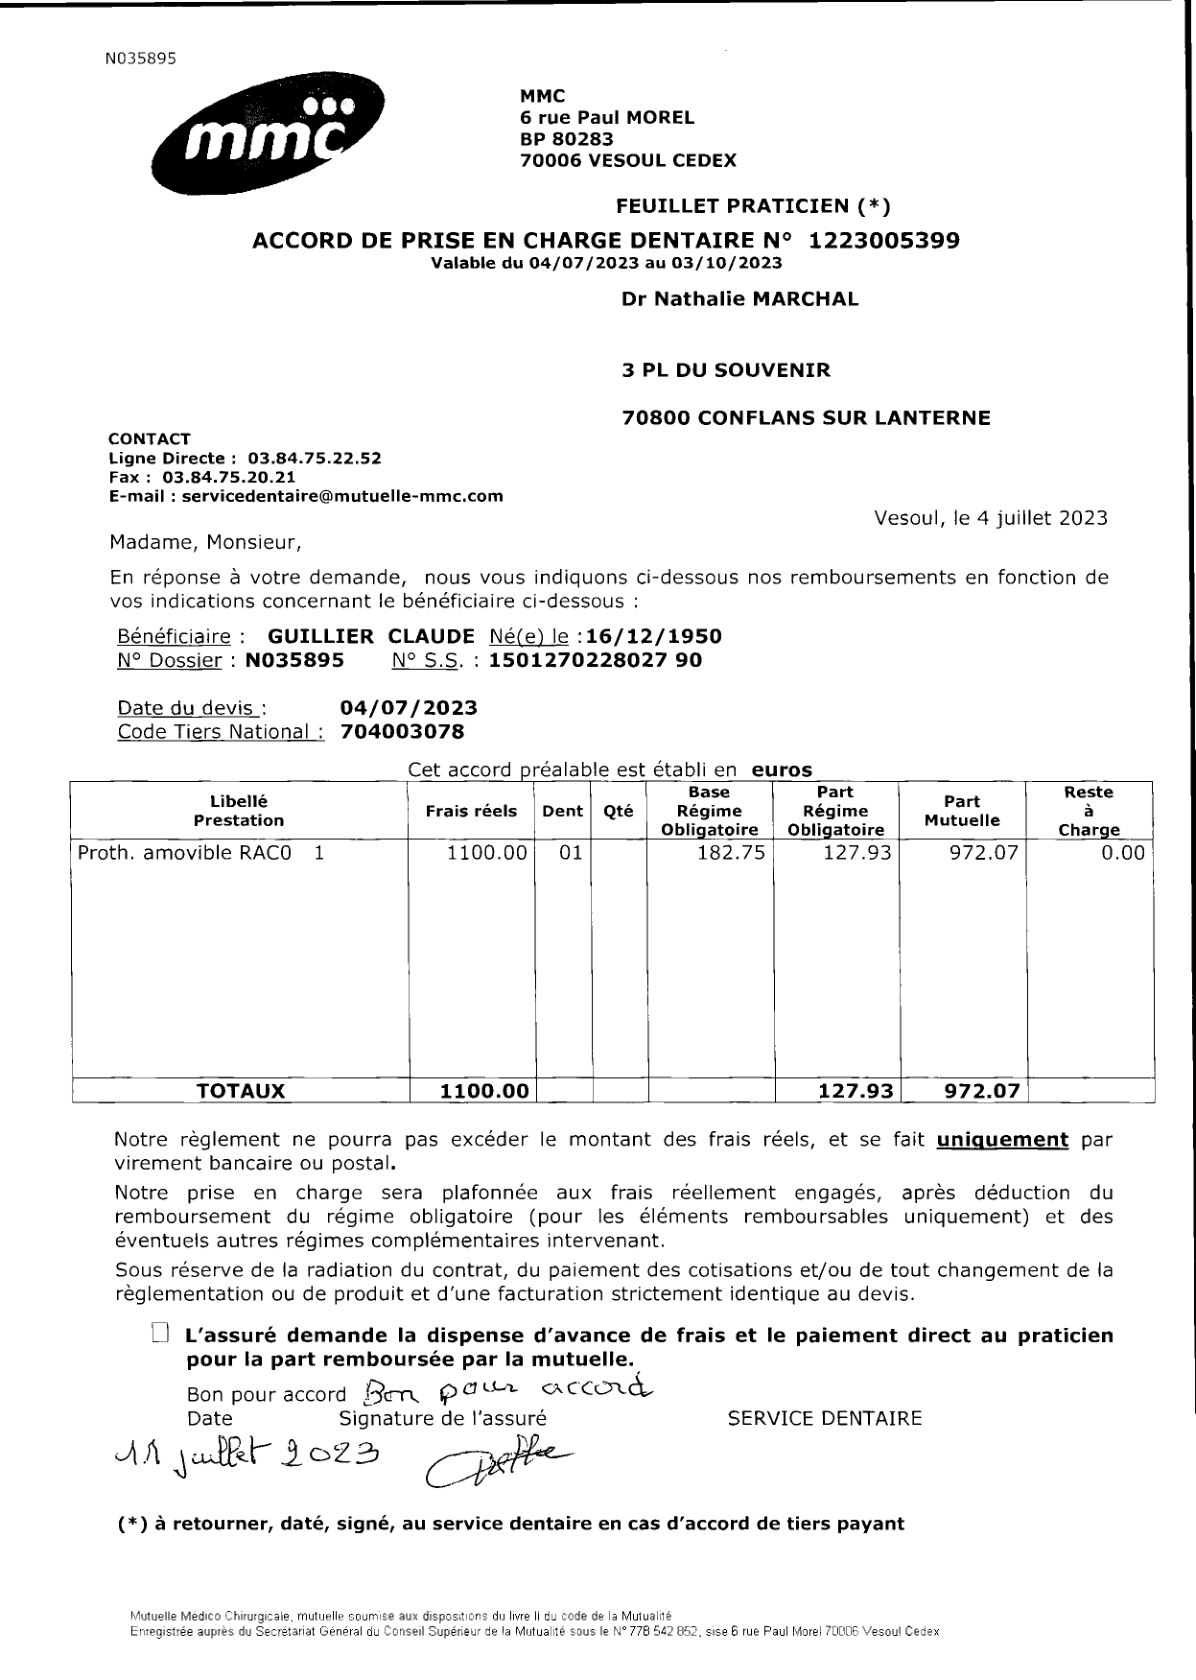 N035895
mmc
MMC
6 rue Paul MOREL
BP 80283
70006 VESOUL CEDEX
FEUILLET PRATICIEN (*)
ACCORD DE PRISE EN CHARGE DENTAIRE N° 1223005399
Valable du 04/07/2023 au 03/10/2023
Dr Nathalie MARCHAL
3 PL DU SOUVENIR
70800 CONFLANS SUR LANTERNE
CONTACT
Ligne Directe : 03.84.75.22.52
Fax : 03.84.75.20.21
E-mail : servicedentaire@mutuelle-mmc.com
Vesoul, le 4 juillet 2023
Madame, Monsieur,
En réponse à votre demande, nous vous indiquons ci-dessous nos remboursements en fonction de
vos indications concernant le bénéficiaire ci-dessous :
Bénéficiaire : GUILLIER CLAUDE Né(e) le :16/12/1950
N° Dossier : N035895 N° S.S. : 1501270228027 90
Date du devis : 04/07/2023
Code Tiers National : 704003078
Cet accord préalable est établi en euros
Libellé Prestation Frais réels Dent Qté Base Régime Obligatoire Part Régime Obligatoire Part Mutuelle Reste à Charge
Proth. amovible RAC0 1 1100.00 01 182.75 127.93 972.07 0.00
TOTAUX 1100.00 127.93 972.07
Notre règlement ne pourra pas excéder le montant des frais réels, et se fait uniquement par
virement bancaire ou postal.
Notre prise en charge sera plafonnée aux frais réellement engagés, après déduction du
remboursement du régime obligatoire (pour les éléments remboursables uniquement) et des
éventuels autres régimes complémentaires intervenant.
Sous réserve de la radiation du contrat, du paiement des cotisations et/ou de tout changement de la
règlementation ou de produit et d'une facturation strictement identique au devis.
L'assuré demande la dispense d'avance de frais et le paiement direct au praticien
pour la part remboursée par la mutuelle.
Bon pour accord Bon pour accord
Date Signature de l'assuré SERVICE DENTAIRE
11 juillet 2023
(*) à retourner, daté, signé, au service dentaire en cas d'accord de tiers payant
Mutuelle Medico Chirurgicale, mutuelle soumise aux dispositions du livre II du code de la Mutualité
Enregistrée auprès du Secrétariat Général du Conseil Supérieur de la Mutualité sous le N° 778 542 852, sise 6 rue Paul Morel 70006 Vesoul Cedex